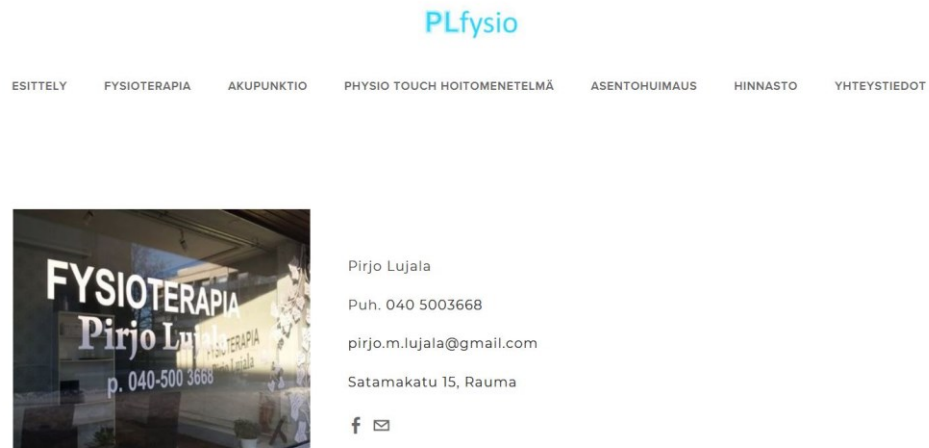 PLfysio
ESITTELY FYSIOTERAPIA AKUPUNKTIO PHYSIO TOUCH HOITOMENETELMÄ ASENTOHUIMAUS HINNASTO YHTEYSTIEDOT
FYSIOTERAPIA
Pirjo Lujala
p. 040-500 3668
FYSIOTERAPIA
Pirjo Lujala
Puh. 040 5003668
pirjo.m.lujala@gmail.com
Satamakatu 15, Rauma